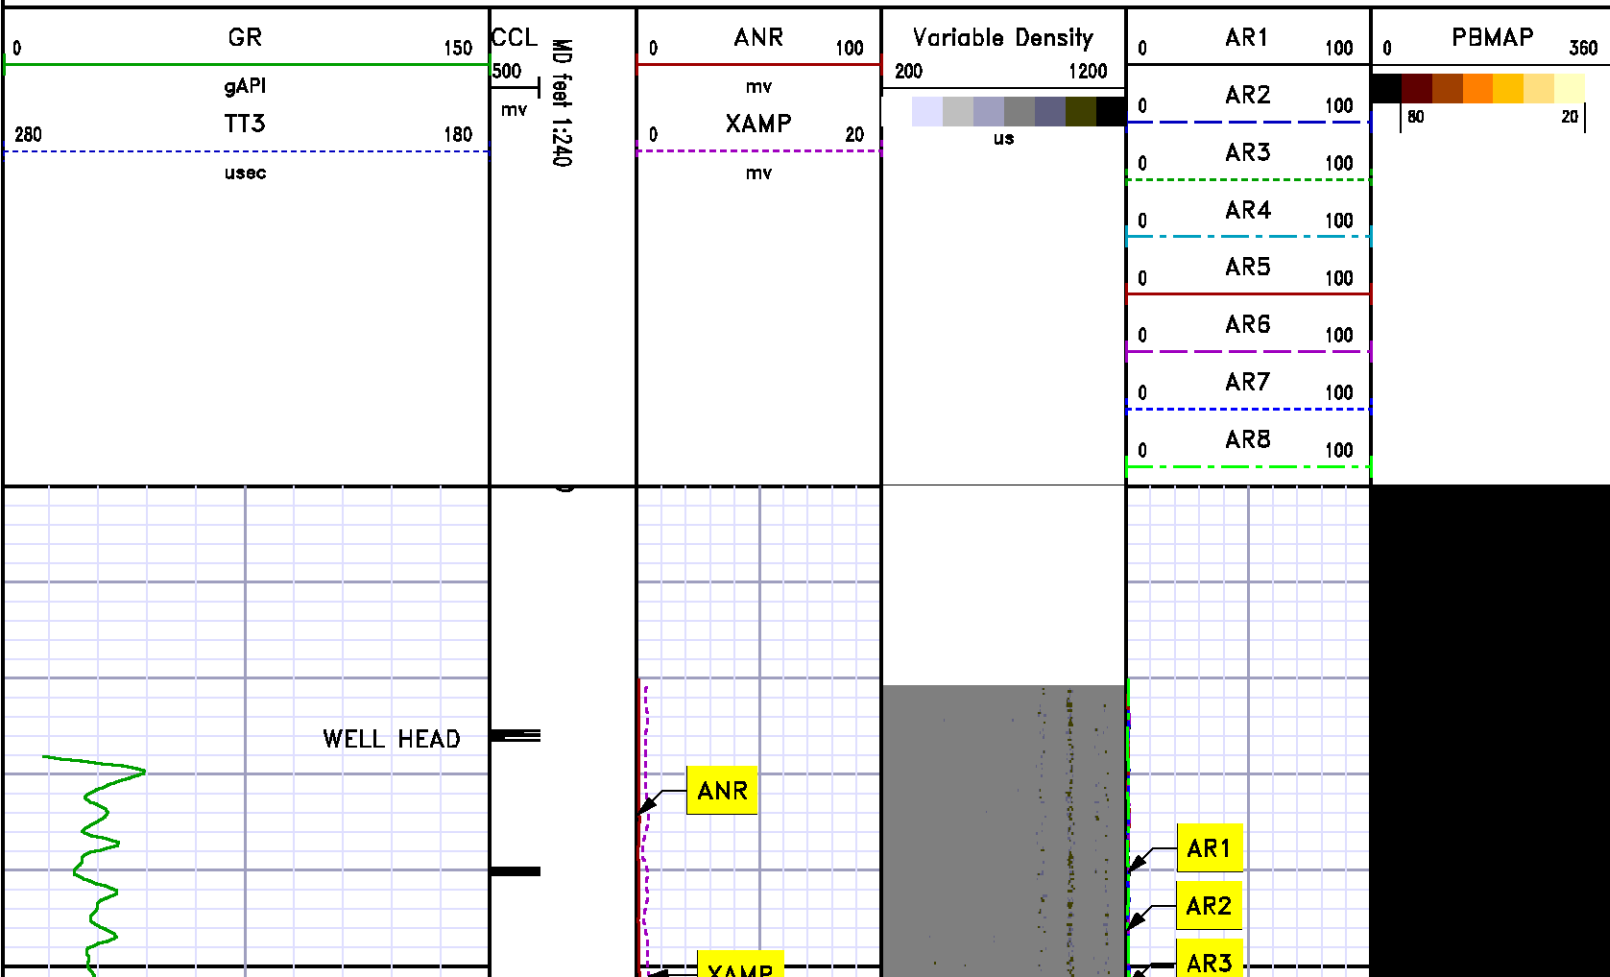 GR
0 150
gAPI
TT3
280 180
usec
CCL
500
mv
MD feet 1:240
ANR
0 100
mv
XAMP
0 20
mv
Variable Density
200 1200
us
AR1
0 100
AR2
0 100
AR3
0 100
AR4
0 100
AR5
0 100
AR6
0 100
AR7
0 100
AR8
0 100
PBMAP
0 360
80 20
WELL HEAD
ANR
XAMP
AR1
AR2
AR3